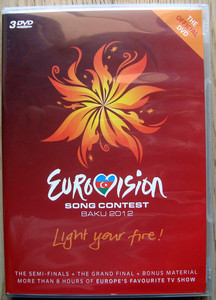 3 DVD
THE
OFFICIAL
DVD
EUROVISION
SONG CONTEST
BAKU 2012
Light your fire!
THE SEMI-FINALS + THE GRAND FINAL + BONUS MATERIAL
MORE THAN 8 HOURS OF EUROPE'S FAVOURITE TV SHOW